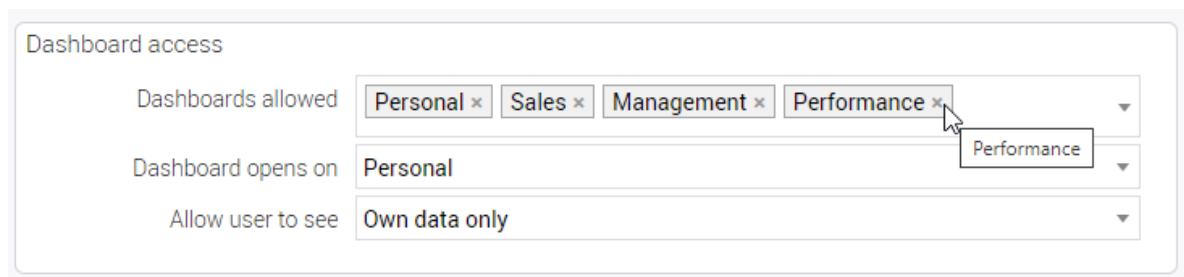 Dashboard access
Dashboards allowed Personal × Sales × Management × Performance ×
Performance
Dashboard opens on Personal
Allow user to see Own data only